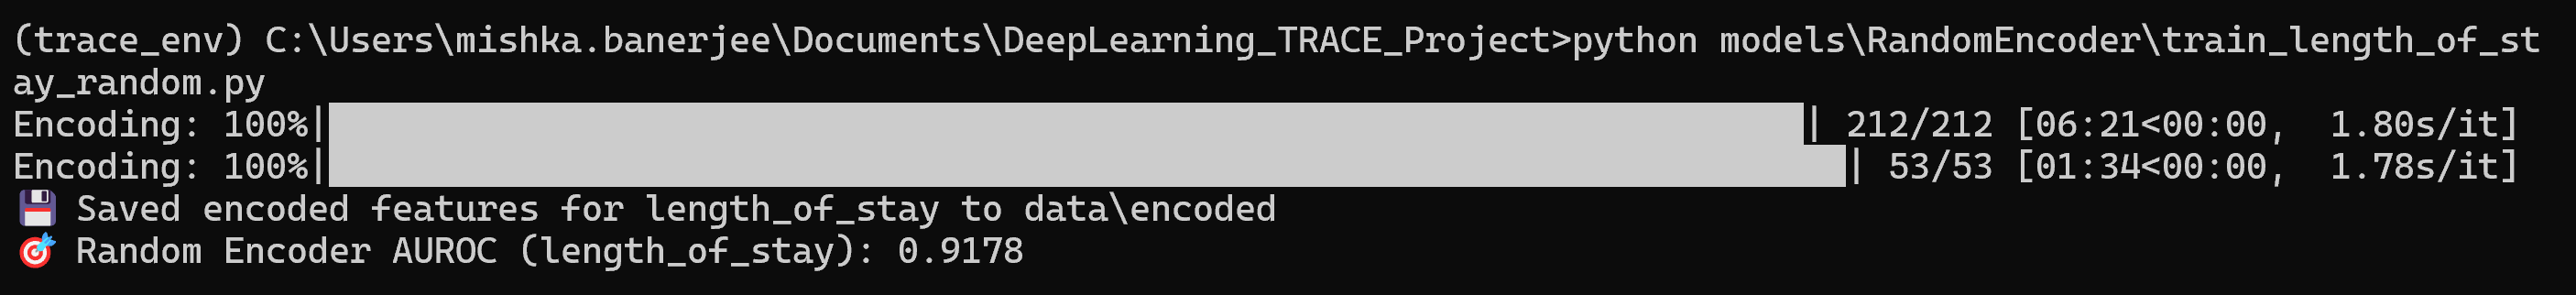 (trace_env) C:\Users\mishka.banerjee\Documents\DeepLearning_TRACE_Project>python models\RandomEncoder\train_length_of_st
ay_random.py
Encoding: 100%|██████████| 212/212 [06:21<00:00,  1.80s/it]
Encoding: 100%|██████████| 53/53 [01:34<00:00,  1.78s/it]
💾 Saved encoded features for length_of_stay to data\encoded
🎯 Random Encoder AUROC (length_of_stay): 0.9178